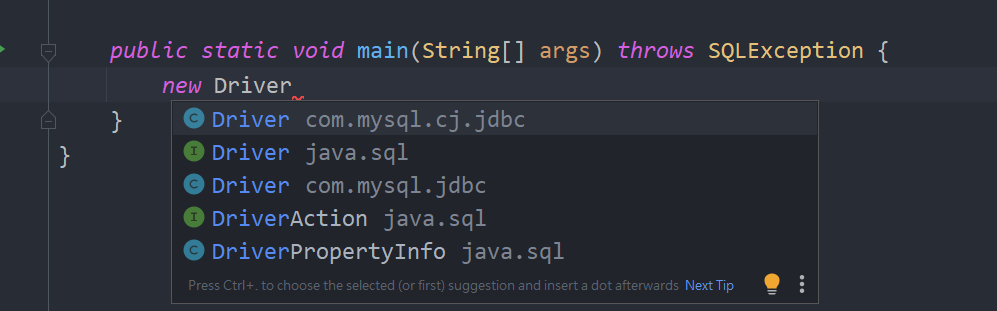 public static void main(String[] args) throws SQLException {
new Driver
C Driver com.mysql.cj.jdbc
I Driver java.sql
C Driver com.mysql.jdbc
I DriverAction java.sql
C DriverPropertyInfo java.sql
Press Ctrl+. to choose the selected (or first) suggestion and insert a dot afterwards Next Tip
}
}